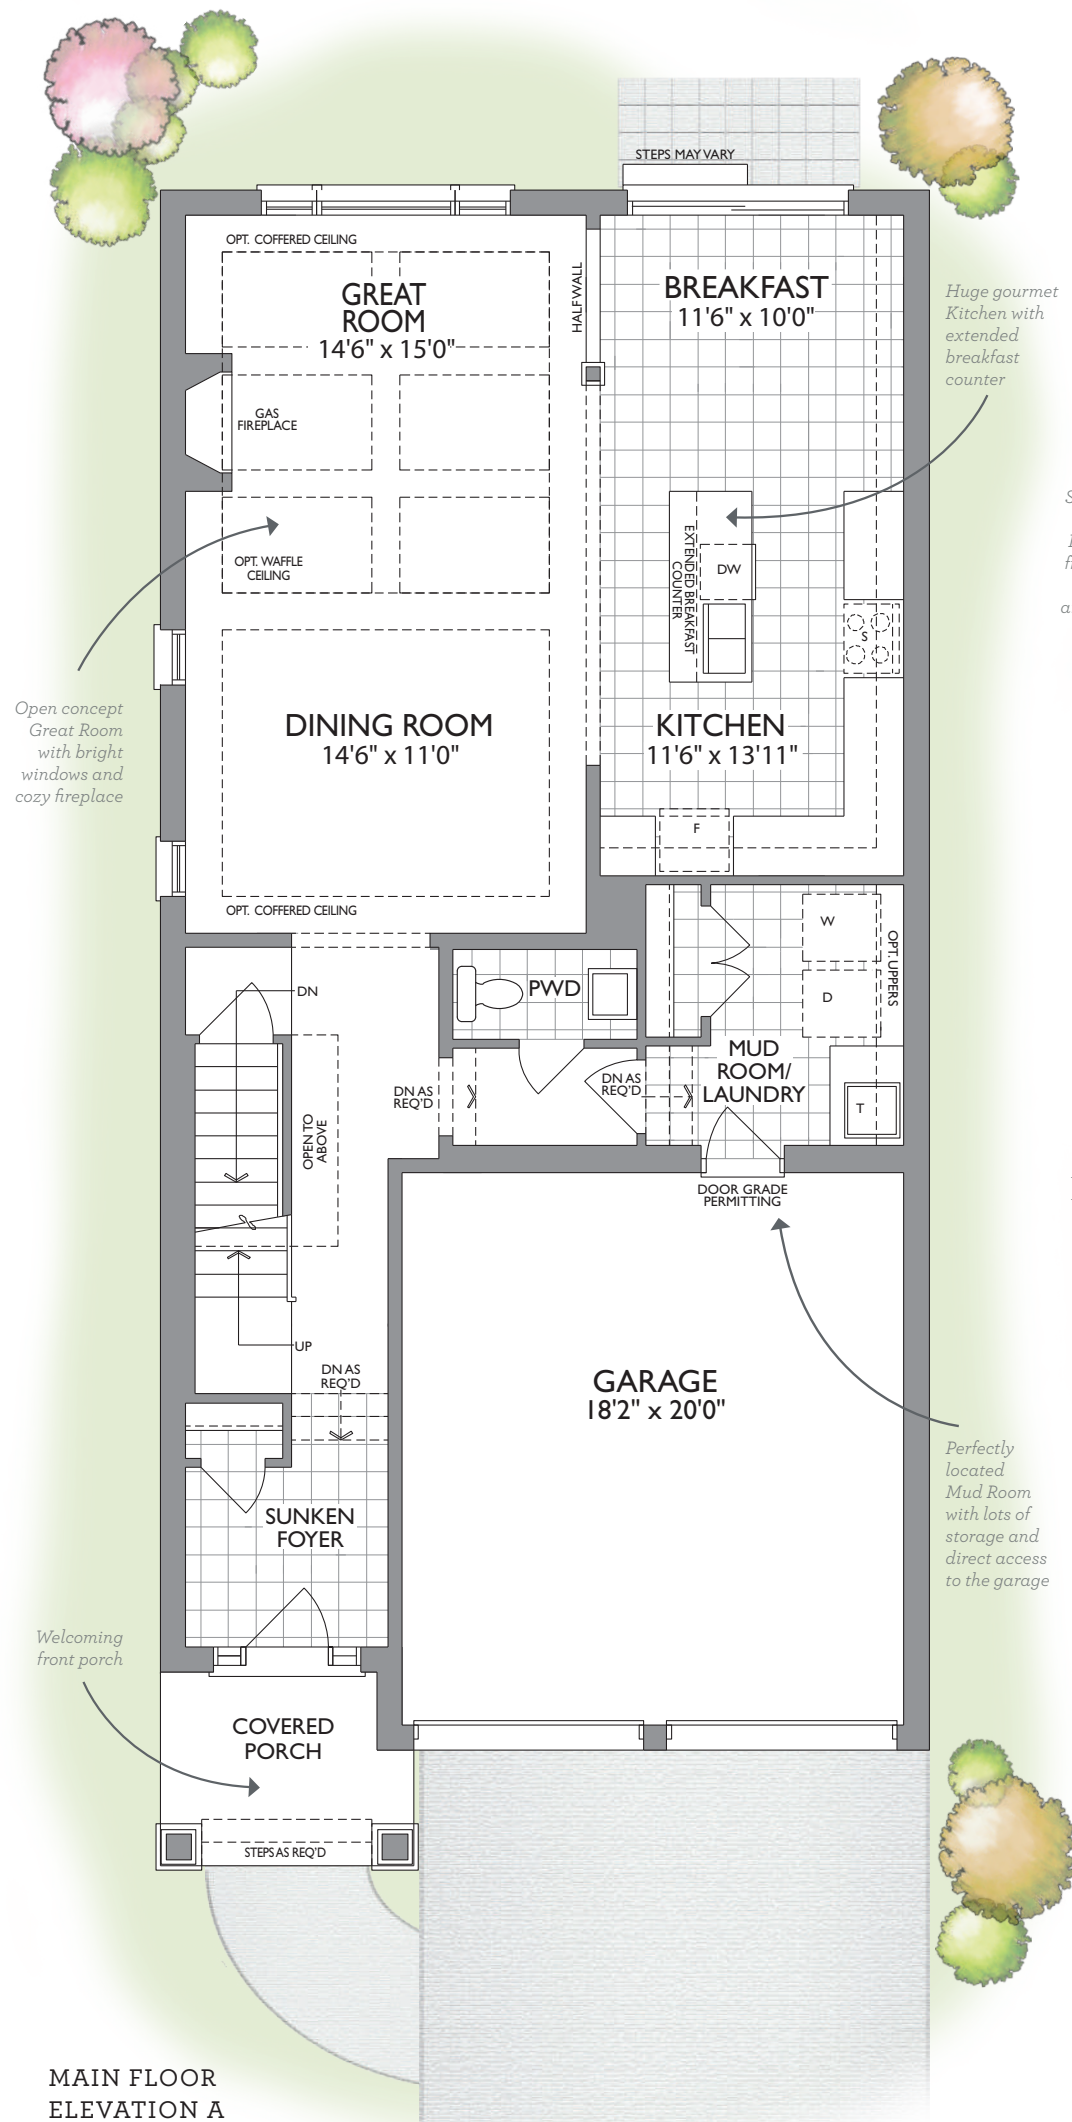 STEPS MAY VARY
OPT. COFFERED CEILING
GREAT
ROOM
14'6" x 15'0"
HALF WALL
BREAKFAST
11'6" x 10'0"
Huge gourmet
Kitchen with
extended
breakfast
counter
GAS
FIREPLACE
OPT. WAFFLE
CEILING
EXTENDED BREAKFAST
COUNTER
DW
S
Open concept
Great Room
with bright
windows and
cozy fireplace
DINING ROOM
14'6" x 11'0"
KITCHEN
11'6" x 13'11"
F
OPT. COFFERED CEILING
W
D
OPT. UPPERS
DN
PWD
MUD
ROOM/
LAUNDRY
DN AS
REQ'D
DN AS
REQ'D
T
OPEN TO
ABOVE
DOOR GRADE
PERMITTING
UP
DN AS
REQ'D
GARAGE
18'2" x 20'0"
Perfectly
located
Mud Room
with lots of
storage and
direct access
to the garage
SUNKEN
FOYER
Welcoming
front porch
COVERED
PORCH
STEPS AS REQ'D
MAIN FLOOR
ELEVATION A